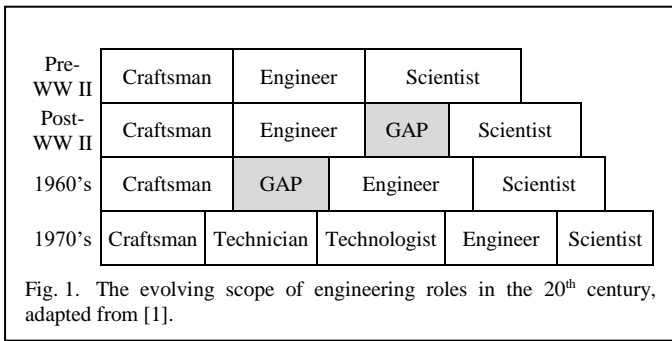 Pre-
WW II
Craftsman Engineer Scientist
Post-
WW II
Craftsman Engineer GAP Scientist
1960’s Craftsman GAP Engineer Scientist
1970’s Craftsman Technician Technologist Engineer Scientist
Fig. 1. The evolving scope of engineering roles in the 20th century,
adapted from [1].